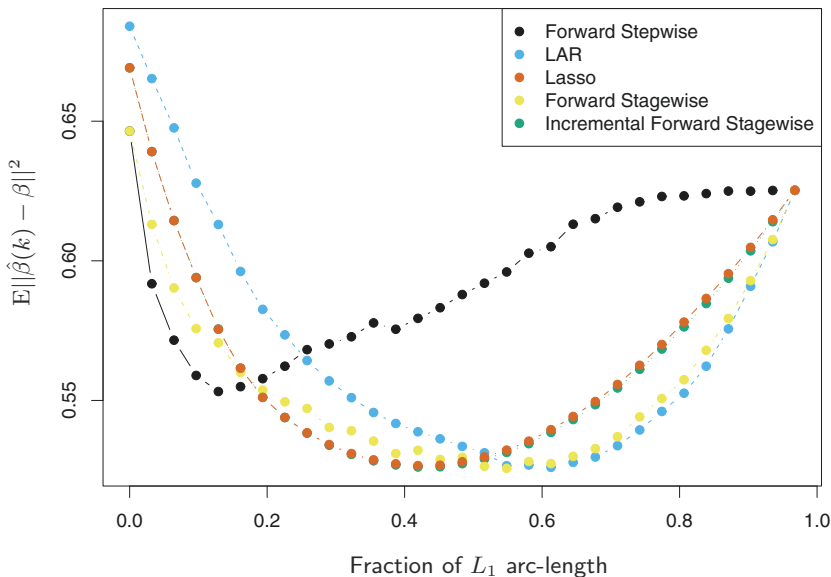 Forward Stepwise
LAR
Lasso
Forward Stagewise
Incremental Forward Stagewise
E||β̂(k) − β||²
0.65
0.60
0.55
0.0 0.2 0.4 0.6 0.8 1.0
Fraction of L₁ arc-length